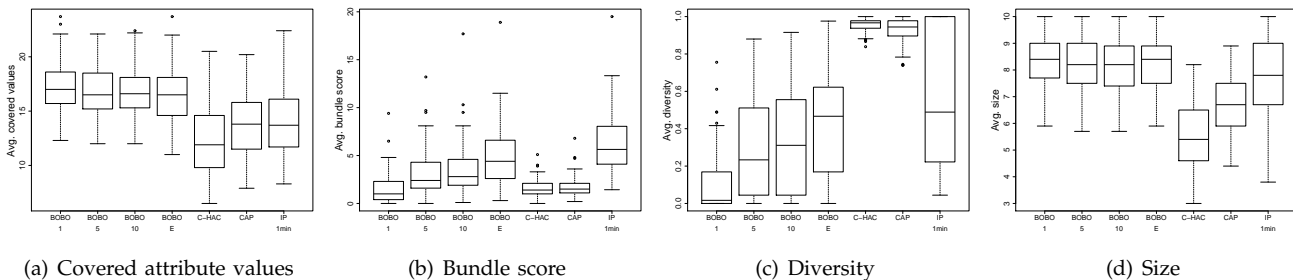 Avg. covered values
20
15
10
BOBO BOBO BOBO BOBO C-HAC CAP IP
1 5 10 E 1min
(a) Covered attribute values
Avg. bundle score
20
15
10
5
0
BOBO BOBO BOBO BOBO C-HAC CAP IP
1 5 10 E 1min
(b) Bundle score
Avg. diversity
1.0
0.8
0.6
0.4
0.2
0.0
BOBO BOBO BOBO BOBO C-HAC CAP IP
1 5 10 E 1min
(c) Diversity
Avg. size
10
9
8
7
6
5
4
3
BOBO BOBO BOBO BOBO C-HAC CAP IP
1 5 10 E 1min
(d) Size